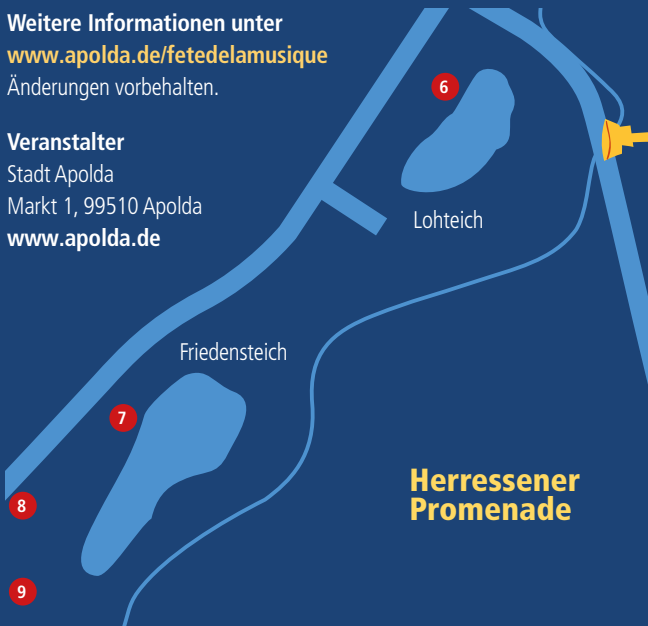 Weitere Informationen unter
www.apolda.de/fetedelamusique
Änderungen vorbehalten.
Veranstalter
Stadt Apolda
Markt 1, 99510 Apolda
www.apolda.de
6
Lohteich
Friedensteich
7
Herressener
Promenade
8
9